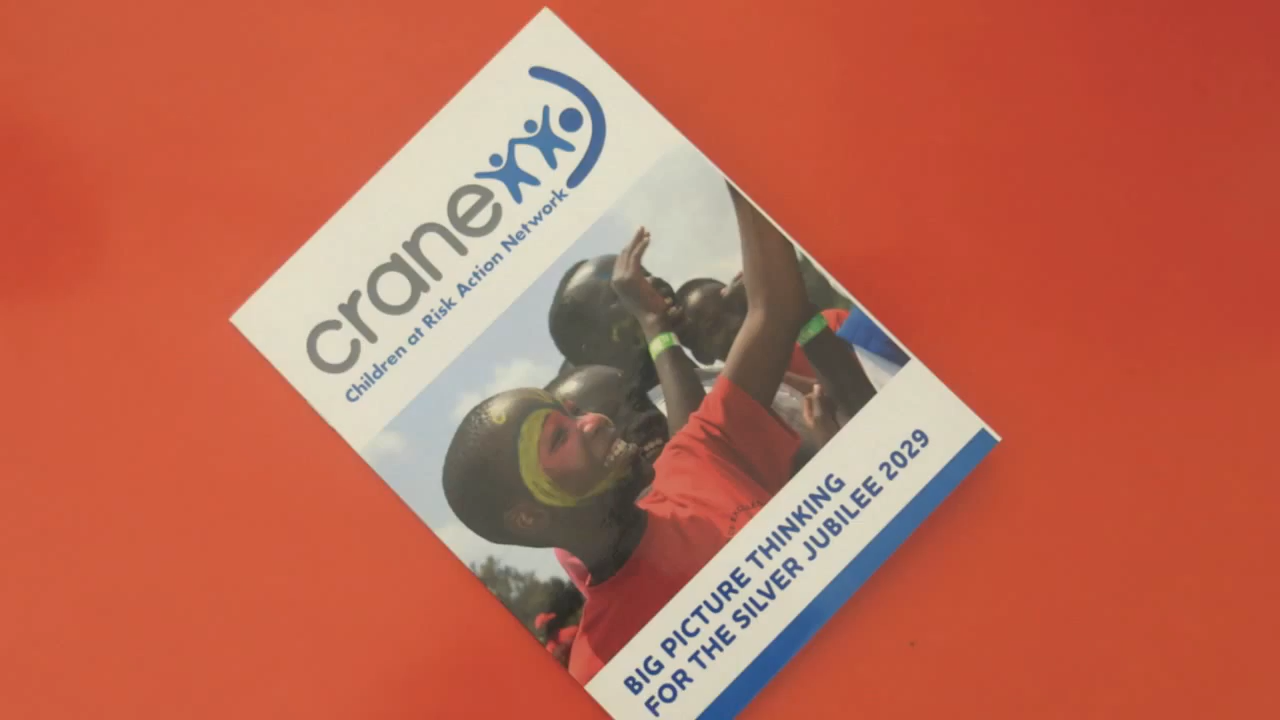 crane
Children at Risk Action Network
BIG PICTURE THINKING
FOR THE SILVER JUBILEE 2029